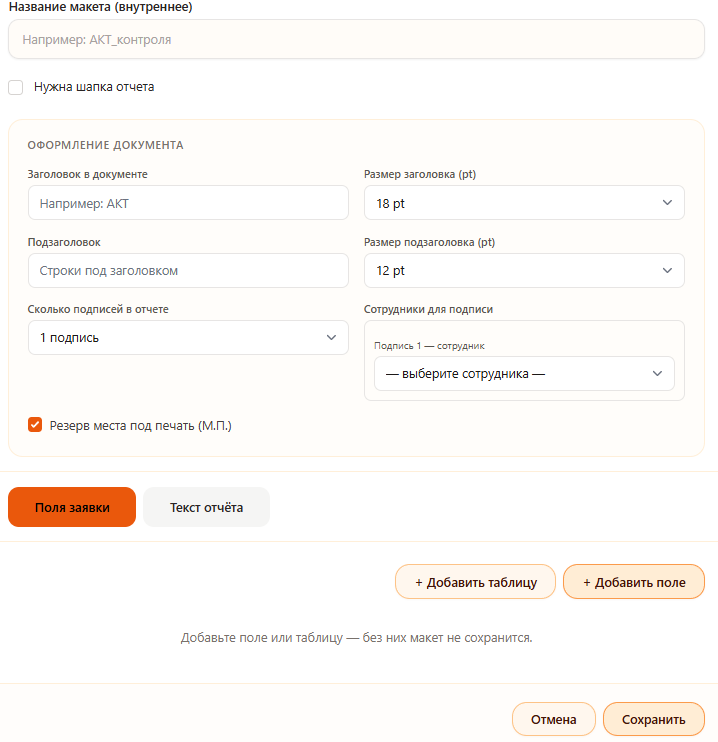 Название макета (внутреннее)
Например: АКТ_контроля
Нужна шапка отчета
ОФОРМЛЕНИЕ ДОКУМЕНТА
Заголовок в документе
Размер заголовка (pt)
Например: АКТ
18 pt
Подзаголовок
Размер подзаголовка (pt)
Строки под заголовком
12 pt
Сколько подписей в отчете
Сотрудники для подписи
1 подпись
Подпись 1 — сотрудник
— выберите сотрудника —
Резерв места под печать (М.П.)
Поля заявки
Текст отчёта
+ Добавить таблицу
+ Добавить поле
Добавьте поле или таблицу — без них макет не сохранится.
Отмена
Сохранить